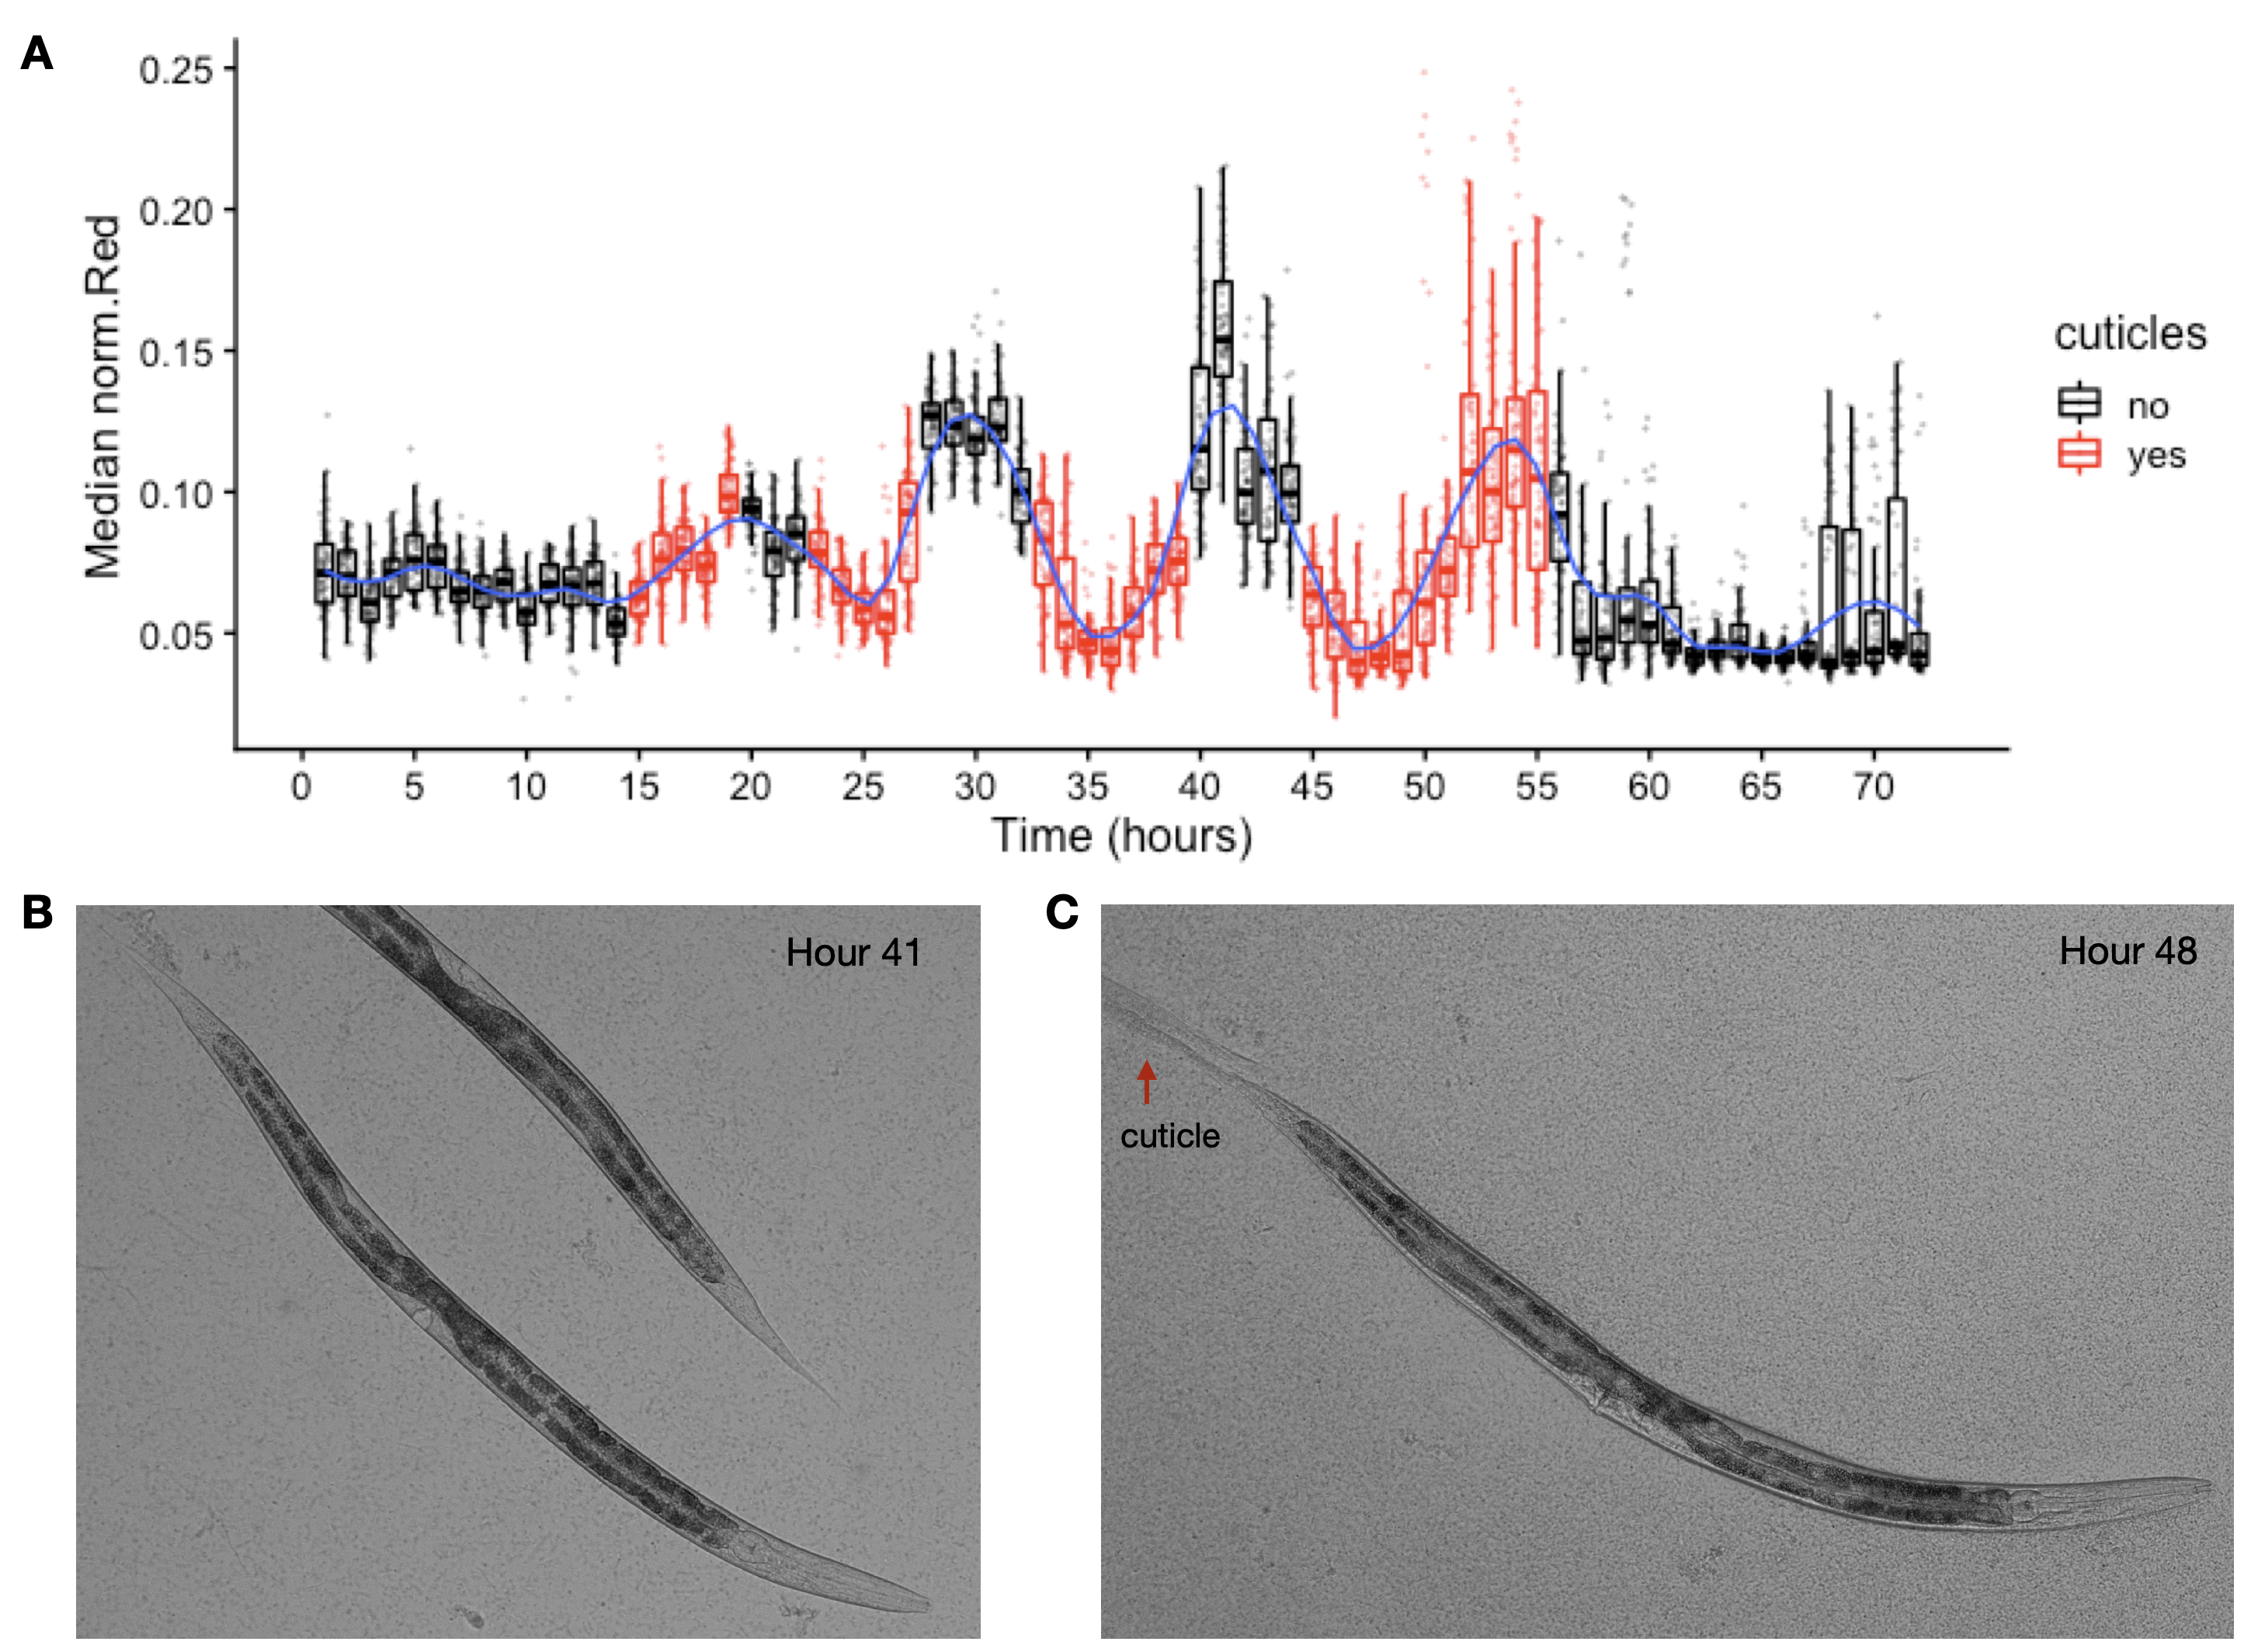 A
0.25
0.20
0.15
0.10
0.05
Median norm.Red
0 5 10 15 20 25 30 35 40 45 50 55 60 65 70
Time (hours)
cuticles
no
yes
B
Hour 41
C
Hour 48
cuticle